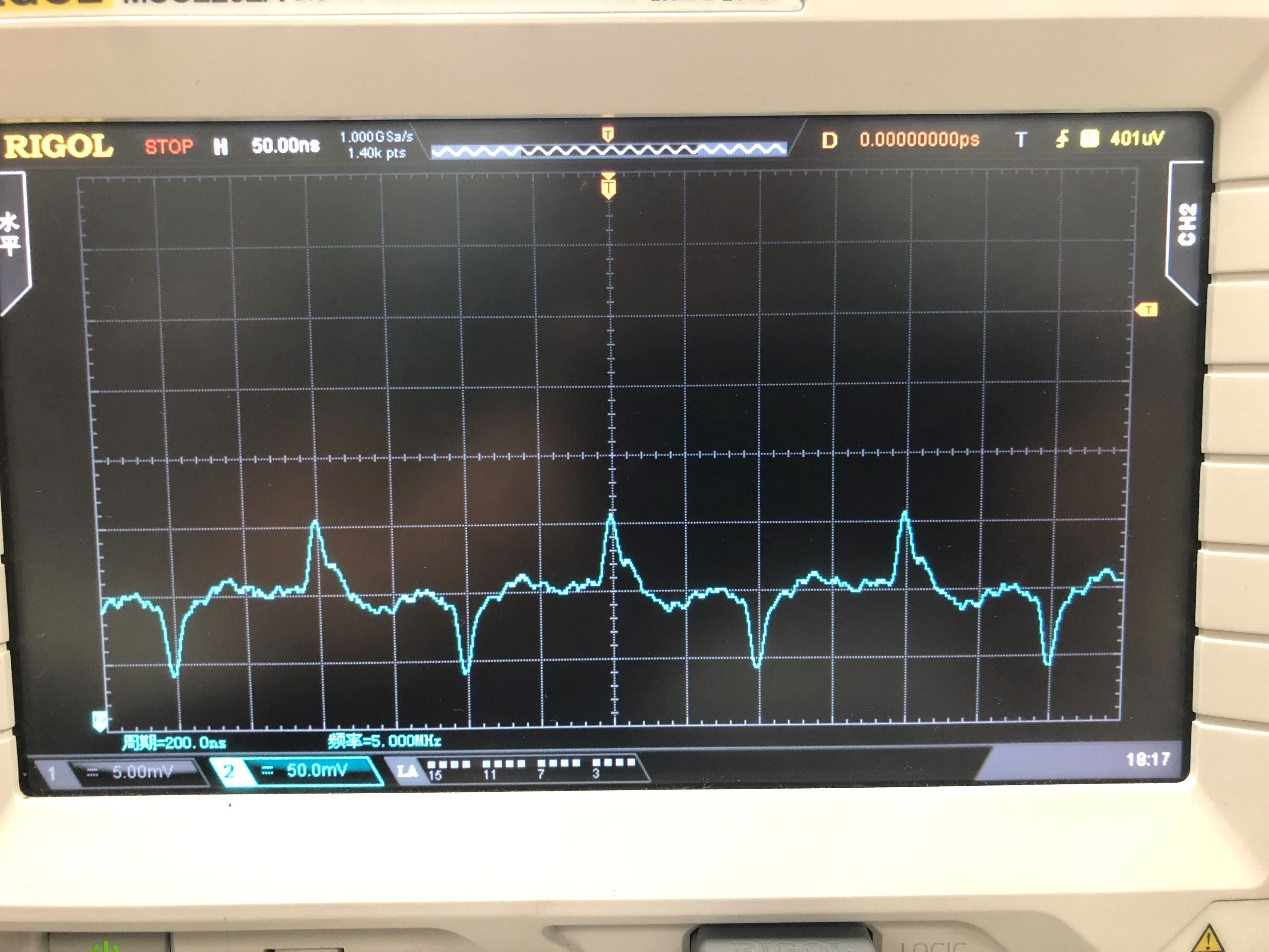 RIGOL STOP H 50.00ns 1.000GSa/s D 0.00000000ps T 401uV
1.40k pts
T
水平
CH2
T
周期=200.0ns 频率=5.000MHz
1 5.00mV 2 50.0mV LA 15 11 7 3 18:17
LOGIC